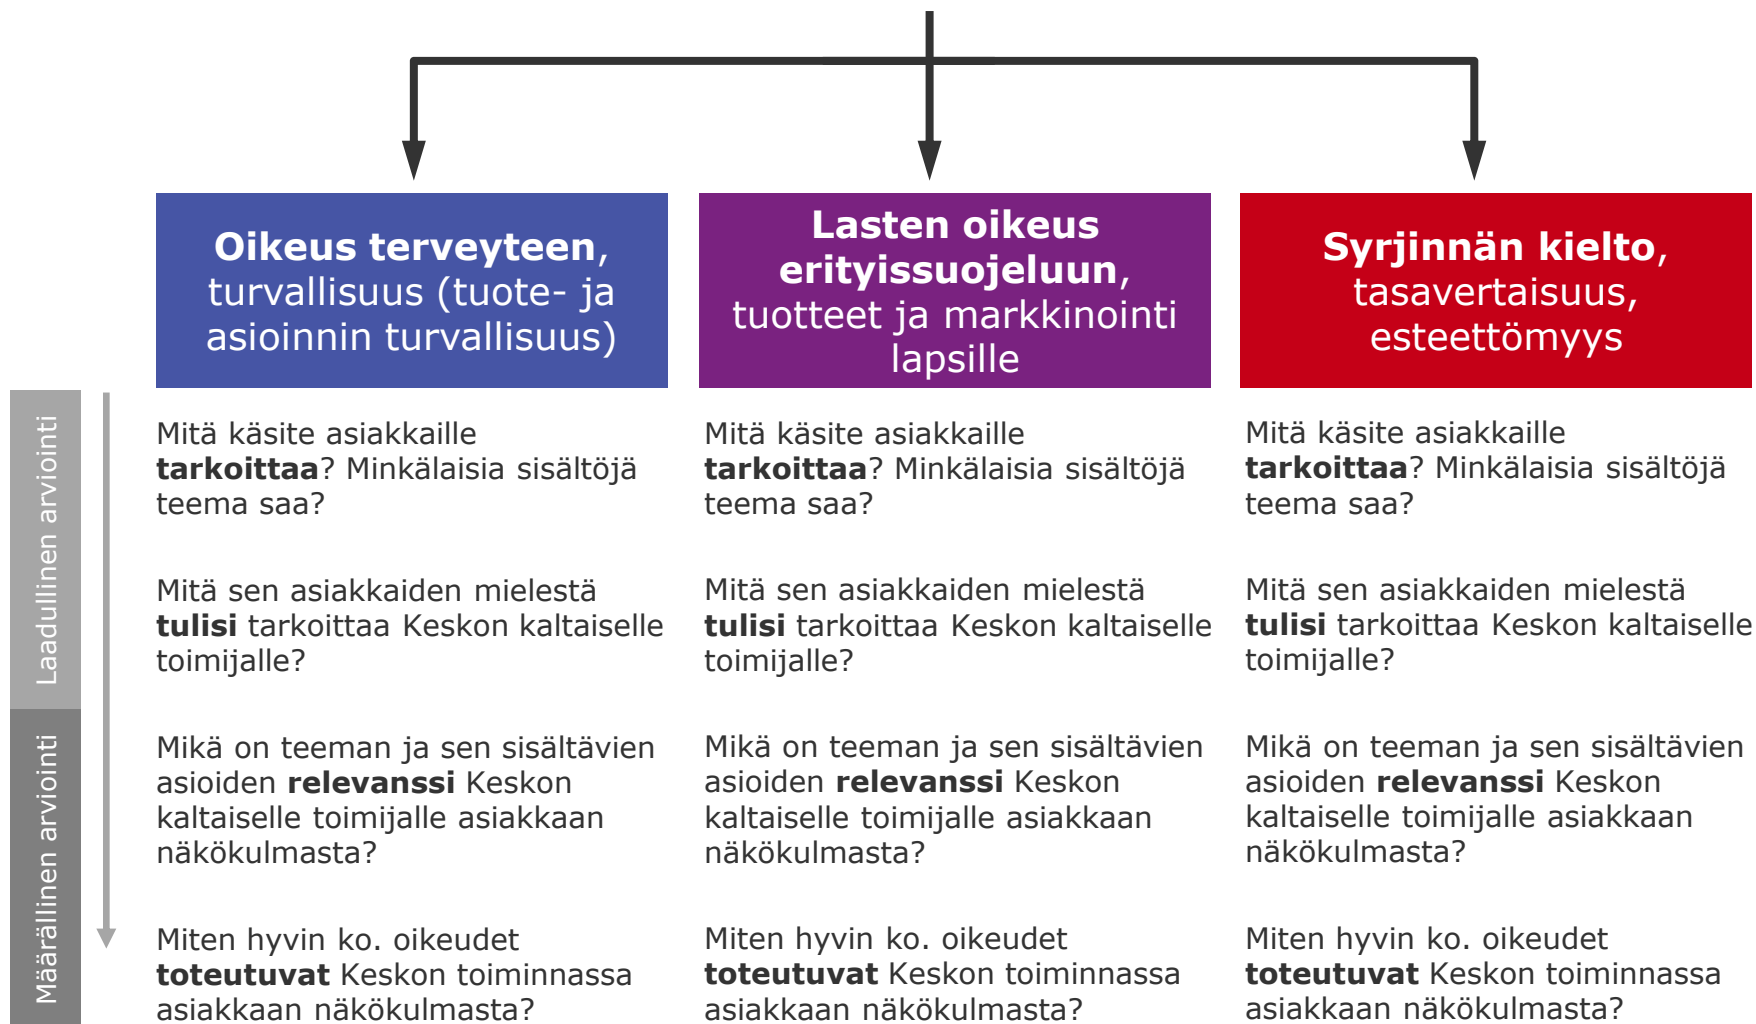 Oikeus terveyteen,
turvallisuus (tuote- ja
asioinnin turvallisuus)
Lasten oikeus
erityissuojeluun,
tuotteet ja markkinointi
lapsille
Syrjinnän kielto,
tasavertaisuus,
esteettömyys
Laadullinen arviointi
Määrällinen arviointi
Mitä käsite asiakkaille
tarkoittaa? Minkälaisia sisältöjä
teema saa?
Mitä sen asiakkaiden mielestä
tulisi tarkoittaa Keskon kaltaiselle
toimijalle?
Mikä on teeman ja sen sisältävien
asioiden relevanssi Keskon
kaltaiselle toimijalle asiakkaan
näkökulmasta?
Miten hyvin ko. oikeudet
toteutuvat Keskon toiminnassa
asiakkaan näkökulmasta?
Mitä käsite asiakkaille
tarkoittaa? Minkälaisia sisältöjä
teema saa?
Mitä sen asiakkaiden mielestä
tulisi tarkoittaa Keskon kaltaiselle
toimijalle?
Mikä on teeman ja sen sisältävien
asioiden relevanssi Keskon
kaltaiselle toimijalle asiakkaan
näkökulmasta?
Miten hyvin ko. oikeudet
toteutuvat Keskon toiminnassa
asiakkaan näkökulmasta?
Mitä käsite asiakkaille
tarkoittaa? Minkälaisia sisältöjä
teema saa?
Mitä sen asiakkaiden mielestä
tulisi tarkoittaa Keskon kaltaiselle
toimijalle?
Mikä on teeman ja sen sisältävien
asioiden relevanssi Keskon
kaltaiselle toimijalle asiakkaan
näkökulmasta?
Miten hyvin ko. oikeudet
toteutuvat Keskon toiminnassa
asiakkaan näkökulmasta?